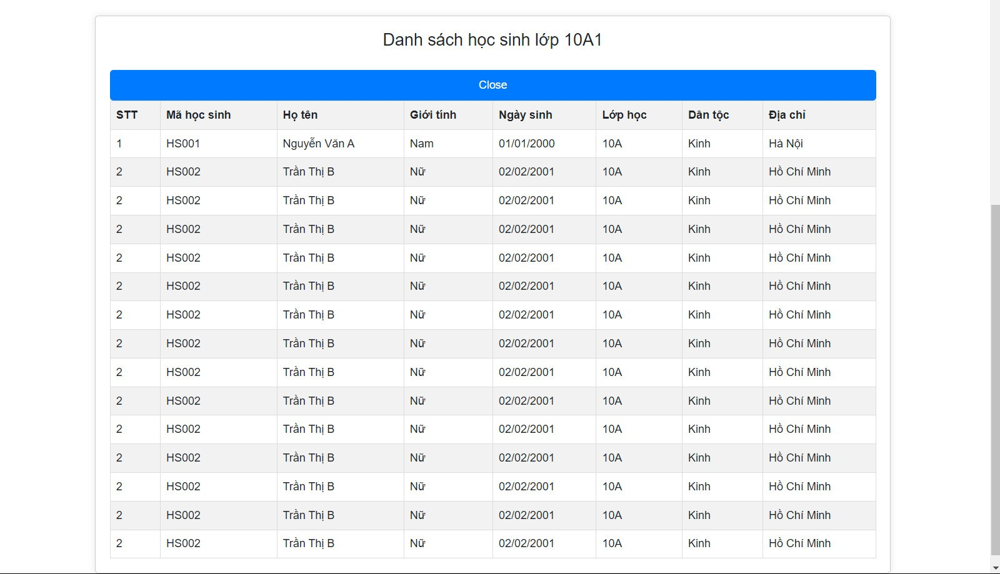 Danh sách học sinh lớp 10A1
Close
STT Mã học sinh Họ tên Giới tính Ngày sinh Lớp học Dân tộc Địa chỉ
1 HS001 Nguyễn Văn A Nam 01/01/2000 10A Kinh Hà Nội
2 HS002 Trần Thị B Nữ 02/02/2001 10A Kinh Hồ Chí Minh
2 HS002 Trần Thị B Nữ 02/02/2001 10A Kinh Hồ Chí Minh
2 HS002 Trần Thị B Nữ 02/02/2001 10A Kinh Hồ Chí Minh
2 HS002 Trần Thị B Nữ 02/02/2001 10A Kinh Hồ Chí Minh
2 HS002 Trần Thị B Nữ 02/02/2001 10A Kinh Hồ Chí Minh
2 HS002 Trần Thị B Nữ 02/02/2001 10A Kinh Hồ Chí Minh
2 HS002 Trần Thị B Nữ 02/02/2001 10A Kinh Hồ Chí Minh
2 HS002 Trần Thị B Nữ 02/02/2001 10A Kinh Hồ Chí Minh
2 HS002 Trần Thị B Nữ 02/02/2001 10A Kinh Hồ Chí Minh
2 HS002 Trần Thị B Nữ 02/02/2001 10A Kinh Hồ Chí Minh
2 HS002 Trần Thị B Nữ 02/02/2001 10A Kinh Hồ Chí Minh
2 HS002 Trần Thị B Nữ 02/02/2001 10A Kinh Hồ Chí Minh
2 HS002 Trần Thị B Nữ 02/02/2001 10A Kinh Hồ Chí Minh
2 HS002 Trần Thị B Nữ 02/02/2001 10A Kinh Hồ Chí Minh